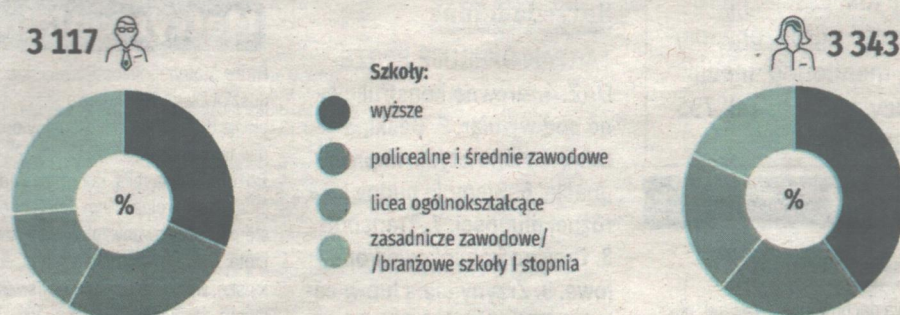 3 117
3 343
Szkoły:
wyższe
policealne i średnie zawodowe
licea ogólnokształcące
zasadnicze zawodowe/
/branżowe szkoły I stopnia
%
%